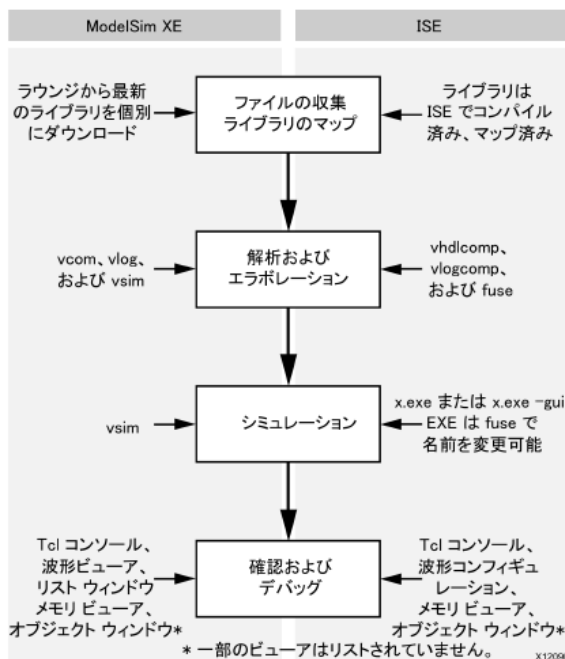 ModelSim XE
ISE
ラウンジから最新
のライブラリを個別
にダウンロード
ファイルの収集
ライブラリのマップ
ライブラリは
ISE でコンパイル
済み、マップ済み
vcom、vlog、
および vsim
解析および
エラボレーション
vhdlcomp、
vlogcomp、
および fuse
vsim
シミュレーション
x.exe または x.exe -gui
EXE は fuse で
名前を変更可能
Tcl コンソール、
波形ビューア、
リスト ウィンドウ
メモリ ビューア、
オブジェクト ウィンドウ*
確認および
デバッグ
Tcl コンソール、
波形コンフィギュ
レーション、
メモリ ビューア、
オブジェクト ウィンドウ*
* 一部のビューアはリストされていません。